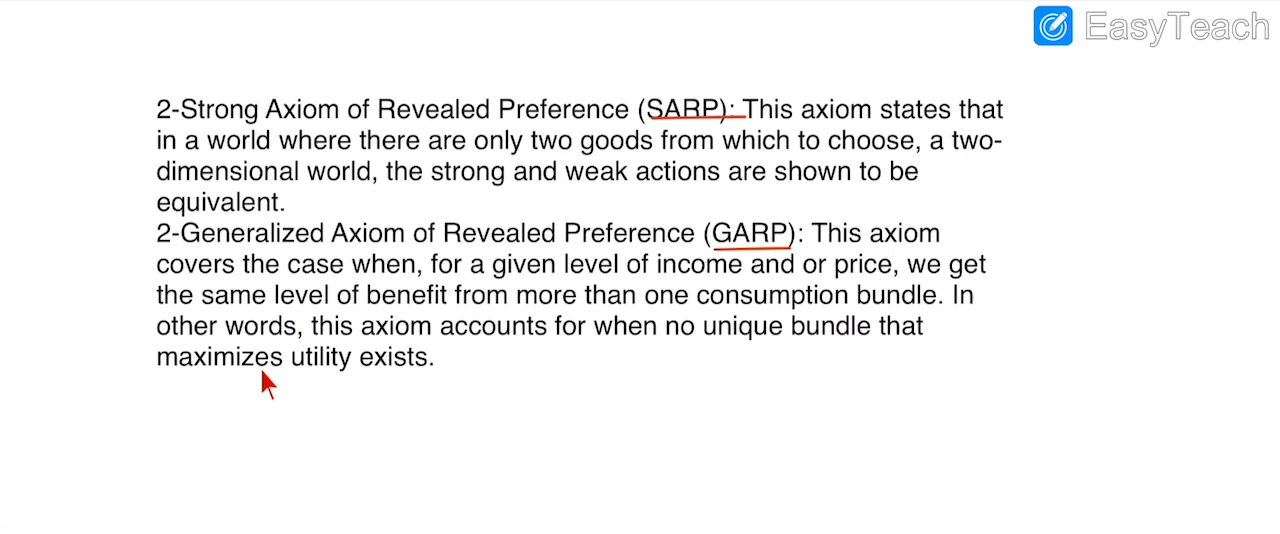 EasyTeach
2-Strong Axiom of Revealed Preference (SARP): This axiom states that
in a world where there are only two goods from which to choose, a two-
dimensional world, the strong and weak actions are shown to be
equivalent.
2-Generalized Axiom of Revealed Preference (GARP): This axiom
covers the case when, for a given level of income and or price, we get
the same level of benefit from more than one consumption bundle. In
other words, this axiom accounts for when no unique bundle that
maximizes utility exists.